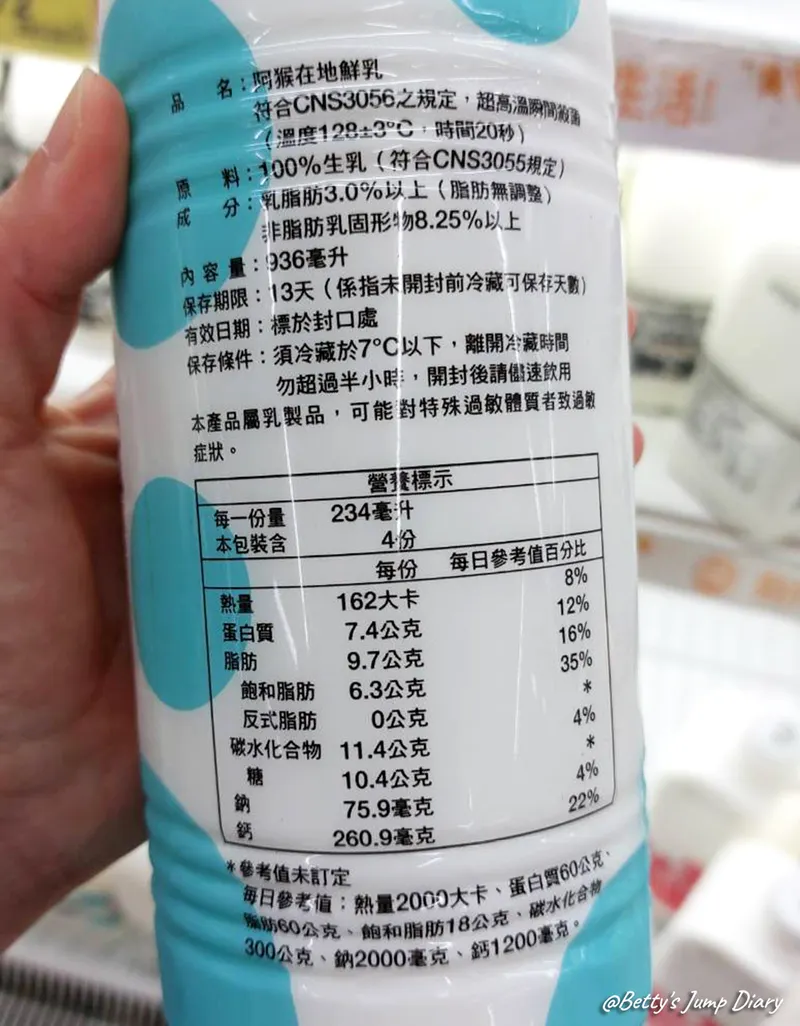 品　名：阿猴在地鮮乳
符合CNS3056之規定，超高溫瞬間殺菌
（溫度128±3°C，時間20秒）
原　料：100%生乳（符合CNS3055規定）
成　分：乳脂肪3.0%以上（脂肪無調整）
非脂肪乳固形物8.25%以上
內容量：936毫升
保存期限：13天（係指未開封前冷藏可保存天數）
有效日期：標於封口處
保存條件：須冷藏於7°C以下，離開冷藏時間
勿超過半小時，開封後請儘速飲用
本產品屬乳製品，可能對特殊過敏體質者致過敏
症狀。
營養標示
每一份量 234毫升
本包裝含 4份
每份 每日參考值百分比
熱量 162大卡 8%
蛋白質 7.4公克 12%
脂肪 9.7公克 16%
飽和脂肪 6.3公克 35%
反式脂肪 0公克 *
碳水化合物 11.4公克 4%
糖 10.4公克 *
鈉 75.9毫克 4%
鈣 260.9毫克 22%
*參考值未訂定
每日參考值：熱量2000大卡、蛋白質60公克、
脂肪60公克、飽和脂肪18公克、碳水化合物
300公克、鈉2000毫克、鈣1200毫克。
@Betty's Jump Diary